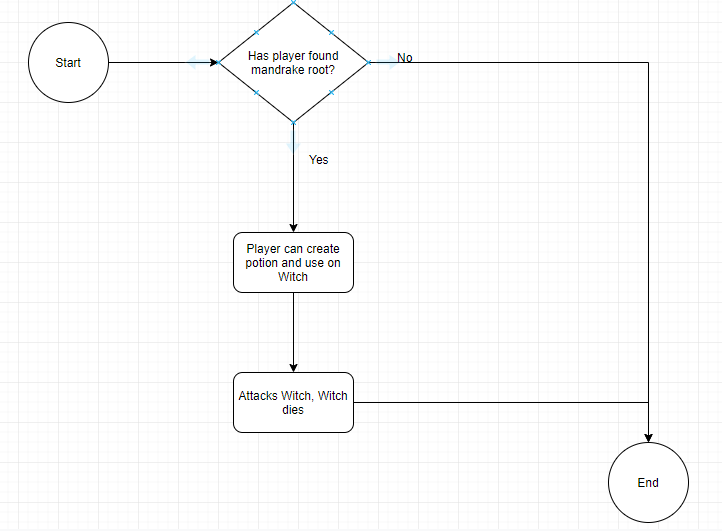 Start
Has player found
mandrake root?
No
Yes
Player can create
potion and use on
Witch
Attacks Witch, Witch
dies
End